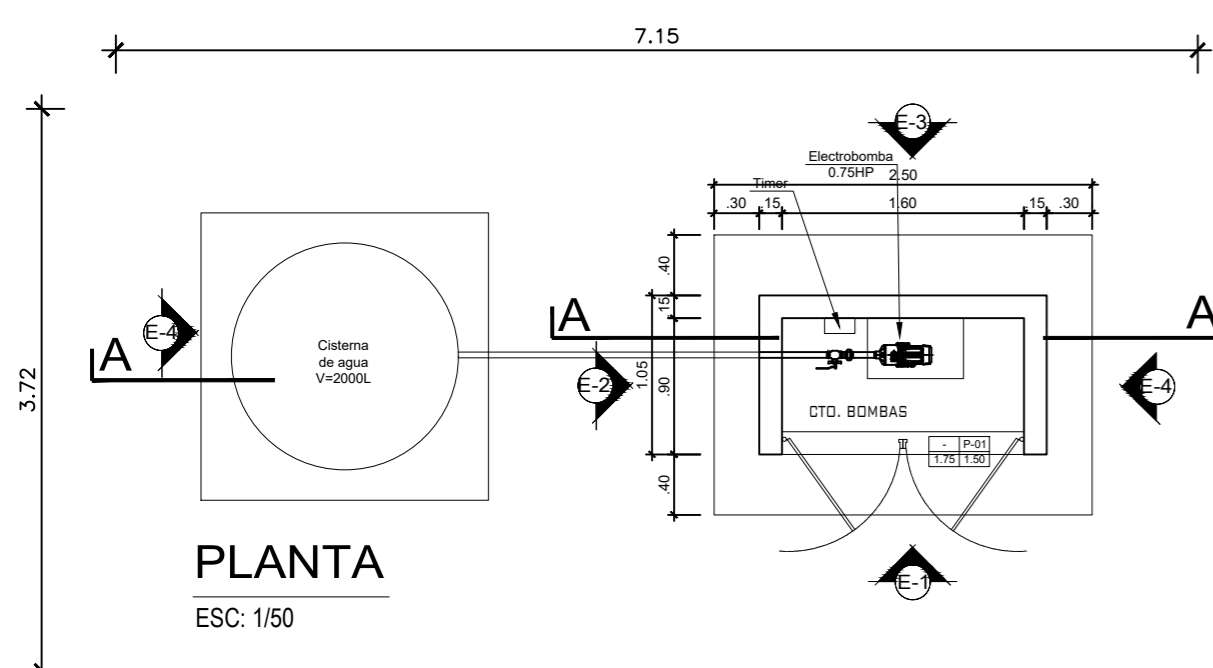 7.15
3.72
E-3
Electrobomba
0.75HP
2.50
Timer
.30
.15
1.60
.15
.30
.40
.15
1.05
.90
.40
A
A
A
E-4
Cisterna
de agua
V=2000L
E-2
E-4
CTO. BOMBAS
- P-01
1.75 1.50
E-1
PLANTA
ESC: 1/50